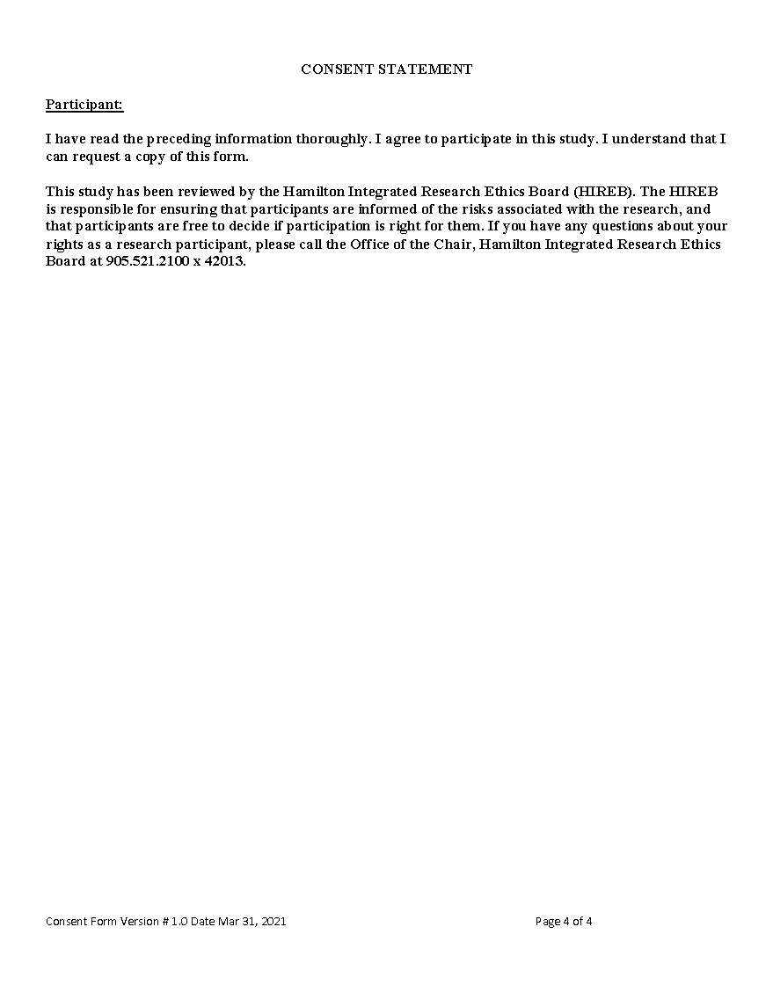 CONSENT STATEMENT
Participant:
I have read the preceding information thoroughly. I agree to participate in this study. I understand that I
can request a copy of this form.
This study has been reviewed by the Hamilton Integrated Research Ethics Board (HIREB). The HIREB
is responsible for ensuring that participants are informed of the risks associated with the research, and
that participants are free to decide if participation is right for them. If you have any questions about your
rights as a research participant, please call the Office of the Chair, Hamilton Integrated Research Ethics
Board at 905.521.2100 x 42013.
Consent Form Version # 1.0 Date Mar 31, 2021 Page 4 of 4